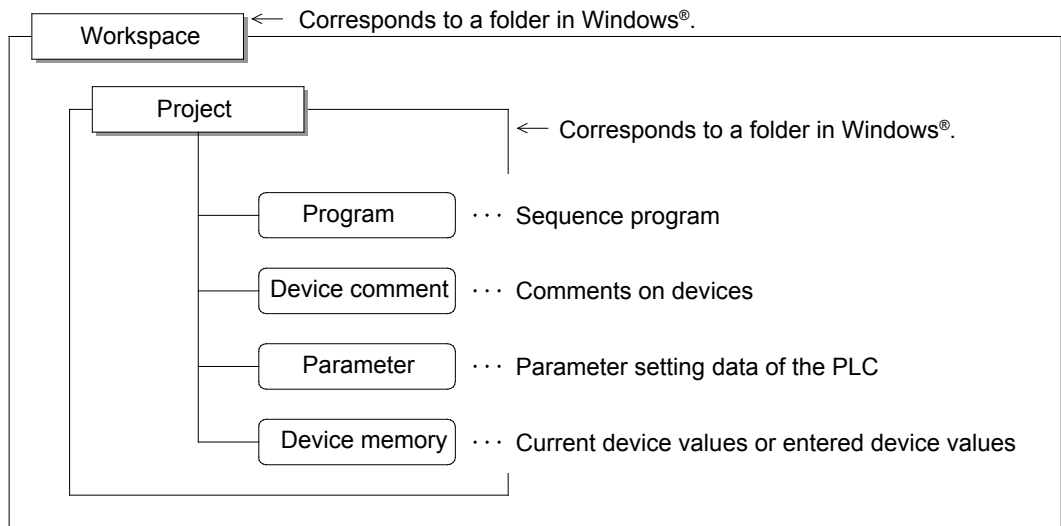 Corresponds to a folder in Windows®.
Workspace
Project
Corresponds to a folder in Windows®.
Program ··· Sequence program
Device comment ··· Comments on devices
Parameter ··· Parameter setting data of the PLC
Device memory ··· Current device values or entered device values